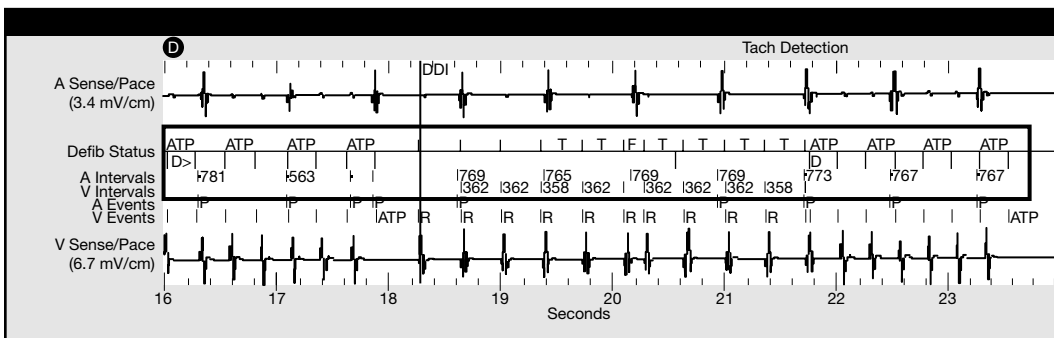 D
Tach Detection
DDI
A Sense/Pace
(3.4 mV/cm)
Defib Status
ATP ATP ATP ATP T T F T T T T ATP ATP ATP ATP
D> D
A Intervals
781 563 769 765 769 769 773 767 767
V Intervals
362 362 358 362 362 362 362 358
A Events
P P P P P P P P P
V Events
ATP R R R R R R R R R R ATP
V Sense/Pace
(6.7 mV/cm)
16 17 18 19 20 21 22 23
Seconds